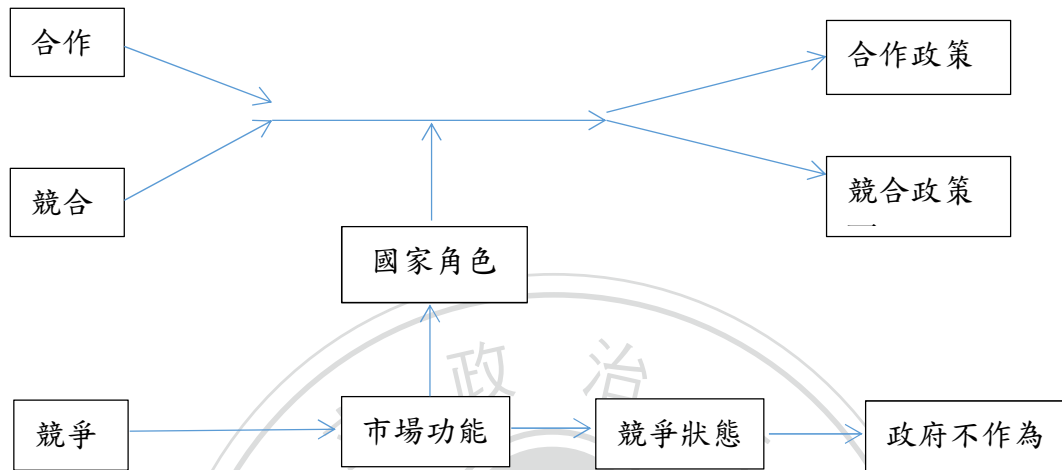 合作
合作政策
競合
競合政策
國家角色
政 治
競爭
市場功能
競爭狀態
政府不作為